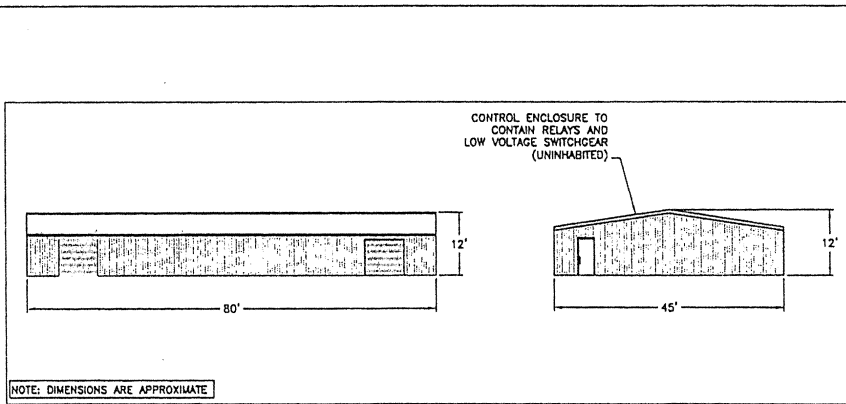 CONTROL ENCLOSURE TO
CONTAIN RELAYS AND
LOW VOLTAGE SWITCHGEAR
(UNINHABITED)
12'
12'
80'
45'
NOTE: DIMENSIONS ARE APPROXIMATE